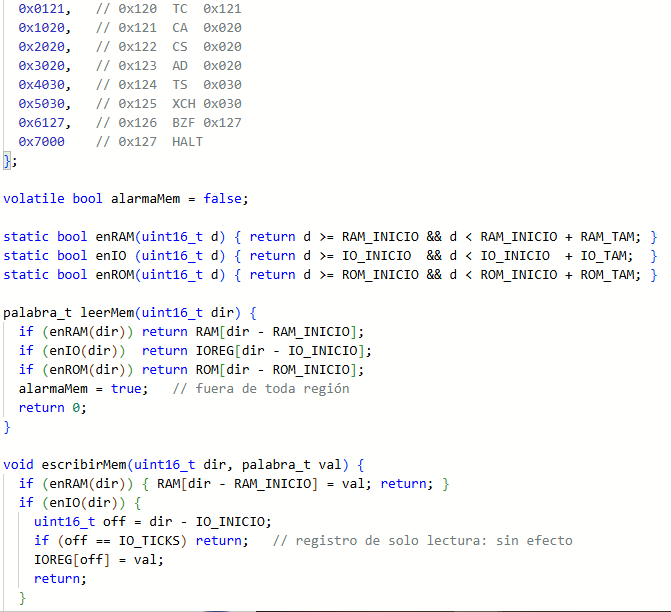 0x0121,   // 0x120  TC  0x121
0x1020,   // 0x121  CA  0x020
0x2020,   // 0x122  CS  0x020
0x3020,   // 0x123  AD  0x020
0x4030,   // 0x124  TS  0x030
0x5030,   // 0x125  XCH 0x030
0x6127,   // 0x126  BZF 0x127
0x7000    // 0x127  HALT
};
volatile bool alarmaMem = false;
static bool enRAM(uint16_t d) { return d >= RAM_INICIO && d < RAM_INICIO + RAM_TAM; }
static bool enIO (uint16_t d) { return d >= IO_INICIO  && d < IO_INICIO  + IO_TAM;  }
static bool enROM(uint16_t d) { return d >= ROM_INICIO && d < ROM_INICIO + ROM_TAM; }
palabra_t leerMem(uint16_t dir) {
  if (enRAM(dir)) return RAM[dir - RAM_INICIO];
  if (enIO(dir))  return IOREG[dir - IO_INICIO];
  if (enROM(dir)) return ROM[dir - ROM_INICIO];
  alarmaMem = true;   // fuera de toda región
  return 0;
}
void escribirMem(uint16_t dir, palabra_t val) {
  if (enRAM(dir)) { RAM[dir - RAM_INICIO] = val; return; }
  if (enIO(dir)) {
    uint16_t off = dir - IO_INICIO;
    if (off == IO_TICKS) return;   // registro de solo lectura: sin efecto
    IOREG[off] = val;
    return;
  }